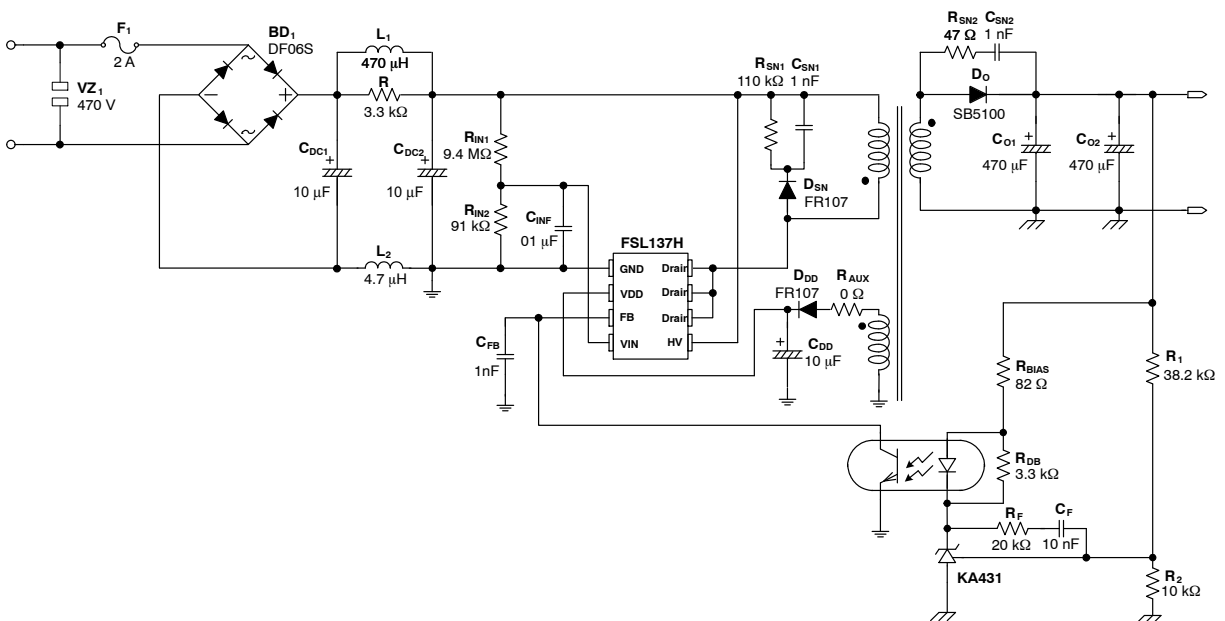 F1
2 A
VZ1
470 V
BD1
DF06S
~
−
+
~
L1
470 μH
R
3.3 kΩ
CDC1
+
10 μF
CDC2
+
10 μF
L2
4.7 μH
RIN1
9.4 MΩ
RIN2
91 kΩ
CINF
01 μF
RSN1
110 kΩ
CSN1
1 nF
DSN
FR107
RSN2
47 Ω
CSN2
1 nF
DO
SB5100
CO1
+
470 μF
CO2
+
470 μF
FSL137H
GND
VDD
FB
VIN
Drain
Drain
Drain
HV
DDD
FR107
RAUX
0 Ω
+
CDD
10 μF
CFB
1nF
RBIAS
82 Ω
R1
38.2 kΩ
RDB
3.3 kΩ
RF
20 kΩ
CF
10 nF
KA431
R2
10 kΩ